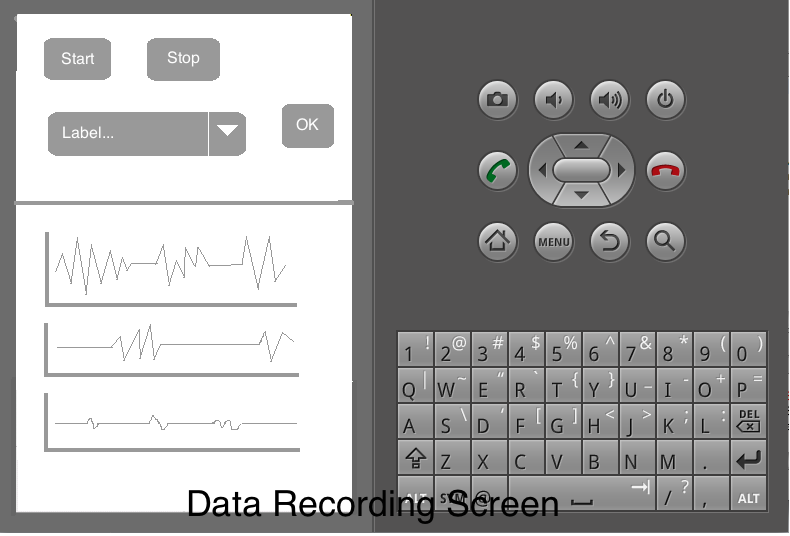 Start Stop
Label...
OK
MENU
1 ! 2 @ 3 # 4 $ 5 % 6 ^ 7 & 8 * 9 ( 0 )
Q | W ~ E “ R ` T { Y } U _ I - O + P =
A S \ D ‘ F [ G ] H < J > K ; L : DEL
Z X C V B N M .
ALT SYM @ / ? , ALT
Data Recording Screen